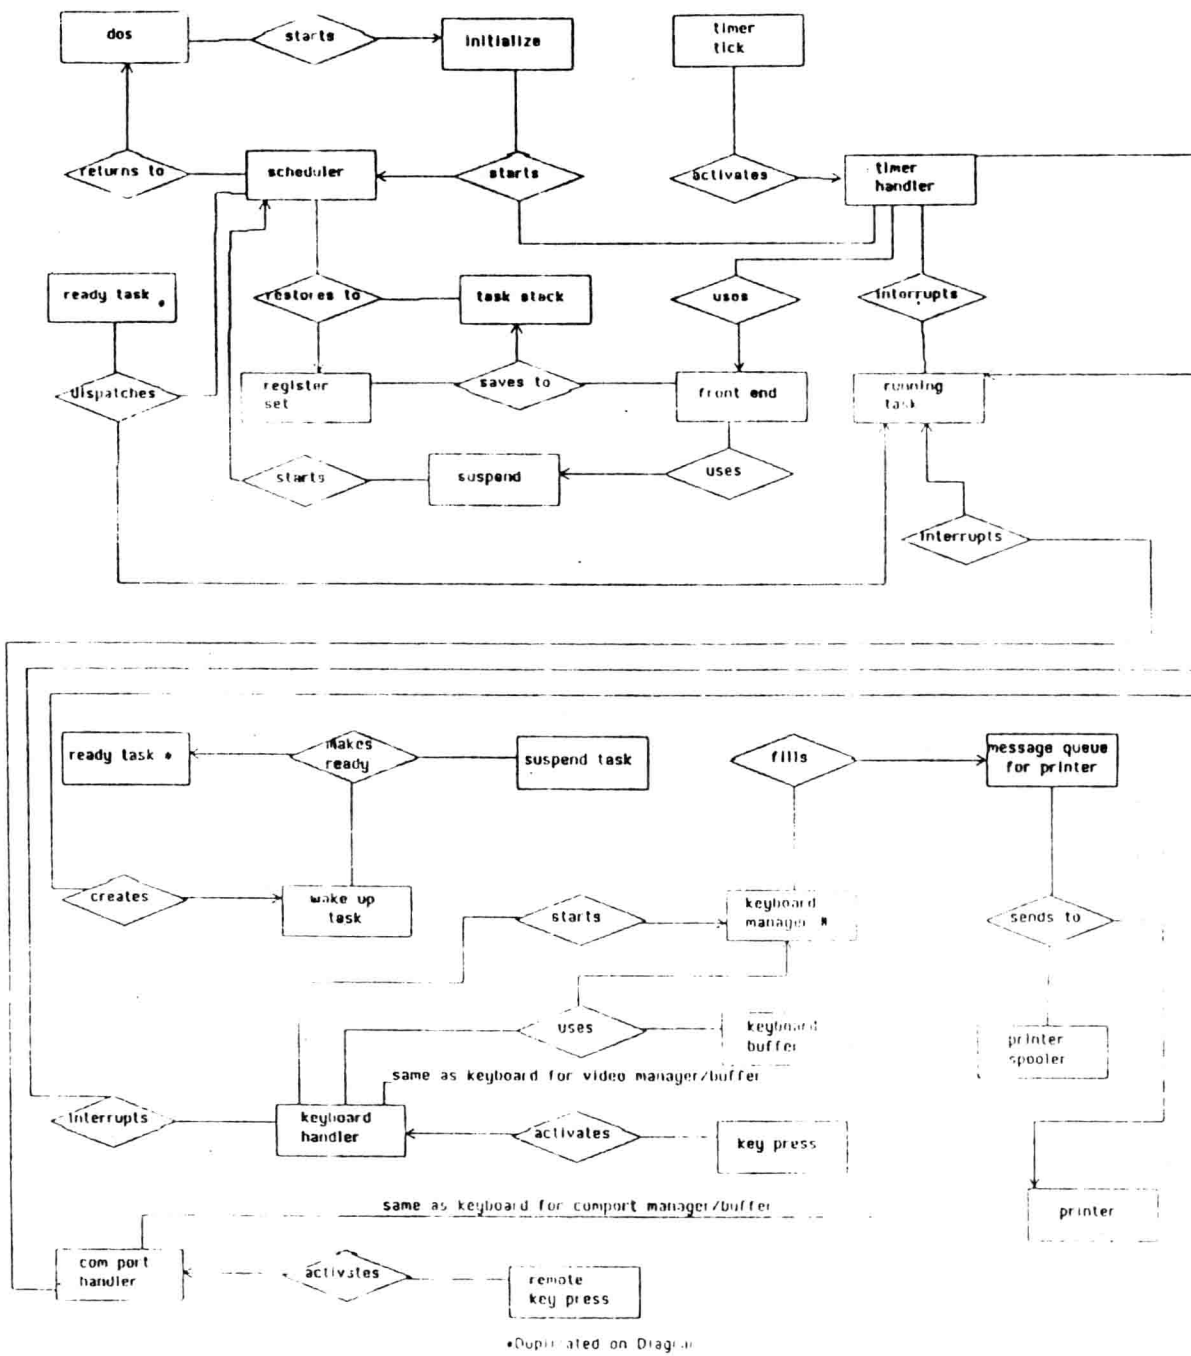 dos
starts
initialize
timer
tick
returns to
scheduler
starts
activates
timer
handler
ready task *
restores to
task stack
uses
interrupts
dispatches
register
set
saves to
front end
running
task
starts
suspend
uses
interrupts
ready task *
makes
ready
suspend task
fills
message queue
for printer
creates
wake up
task
starts
keyboard
manager *
sends to
uses
keyboard
buffer
printer
spooler
same as keyboard for video manager/buffer
interrupts
keyboard
handler
activates
key press
same as keyboard for comport manager/buffer
printer
com port
handler
activates
remote
key press
*Duplicated on Diagram